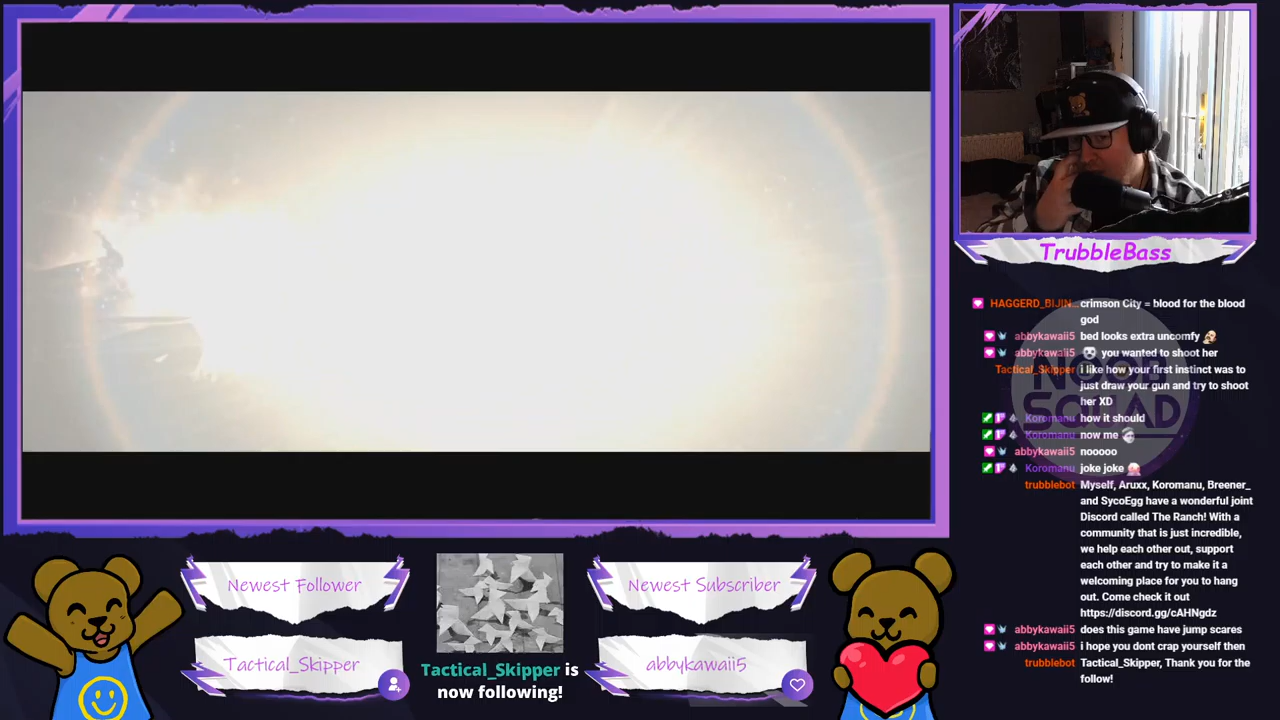 TrubbleBass
HAGGERD_BIJIN... crimson City = blood for the blood
god
abbykawaii5 bed looks extra uncomfy
abbykawaii5 you wanted to shoot her
Tactical_Skipper i like how your first instinct was to
just draw your gun and try to shoot
her XD
Koromanu how it should
Koromanu now me
abbykawaii5 nooooo
Koromanu joke joke
trubblebot Myself, Aruxx, Koromanu, Breener_
and SycoEgg have a wonderful joint
Discord called The Ranch! With a
community that is just incredible,
we help each other out, support
each other and try to make it a
welcoming place for you to hang
out. Come check it out
https://discord.gg/cAHNgdz
abbykawaii5 does this game have jump scares
abbykawaii5 i hope you dont crap yourself then
trubblebot Tactical_Skipper, Thank you for the
follow!
NOOB
SQUAD
Newest Follower
Tactical_Skipper
Tactical_Skipper is
now following!
Newest Subscriber
abbykawaii5